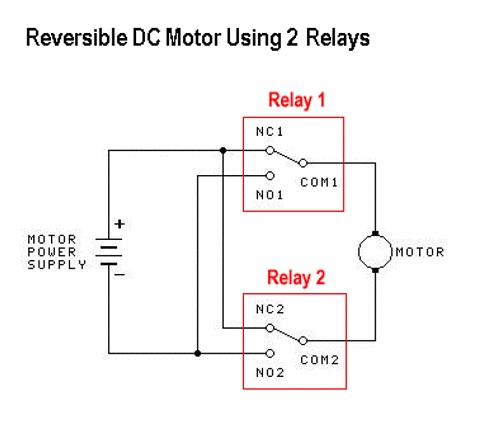 Reversible DC Motor Using 2 Relays
Relay 1
NC1
COM1
NO1
+
MOTOR
POWER
SUPPLY
−
MOTOR
Relay 2
NC2
COM2
NO2